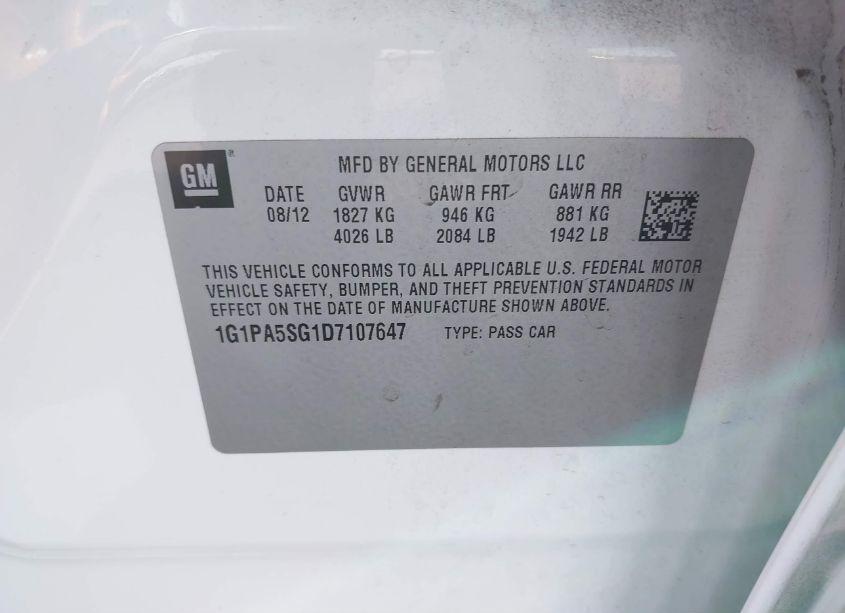 GM®
MFD BY GENERAL MOTORS LLC
DATE GVWR GAWR FRT GAWR RR
08/12 1827 KG 946 KG 881 KG
4026 LB 2084 LB 1942 LB
THIS VEHICLE CONFORMS TO ALL APPLICABLE U.S. FEDERAL MOTOR
VEHICLE SAFETY, BUMPER, AND THEFT PREVENTION STANDARDS IN
EFFECT ON THE DATE OF MANUFACTURE SHOWN ABOVE.
1G1PA5SG1D7107647 TYPE: PASS CAR